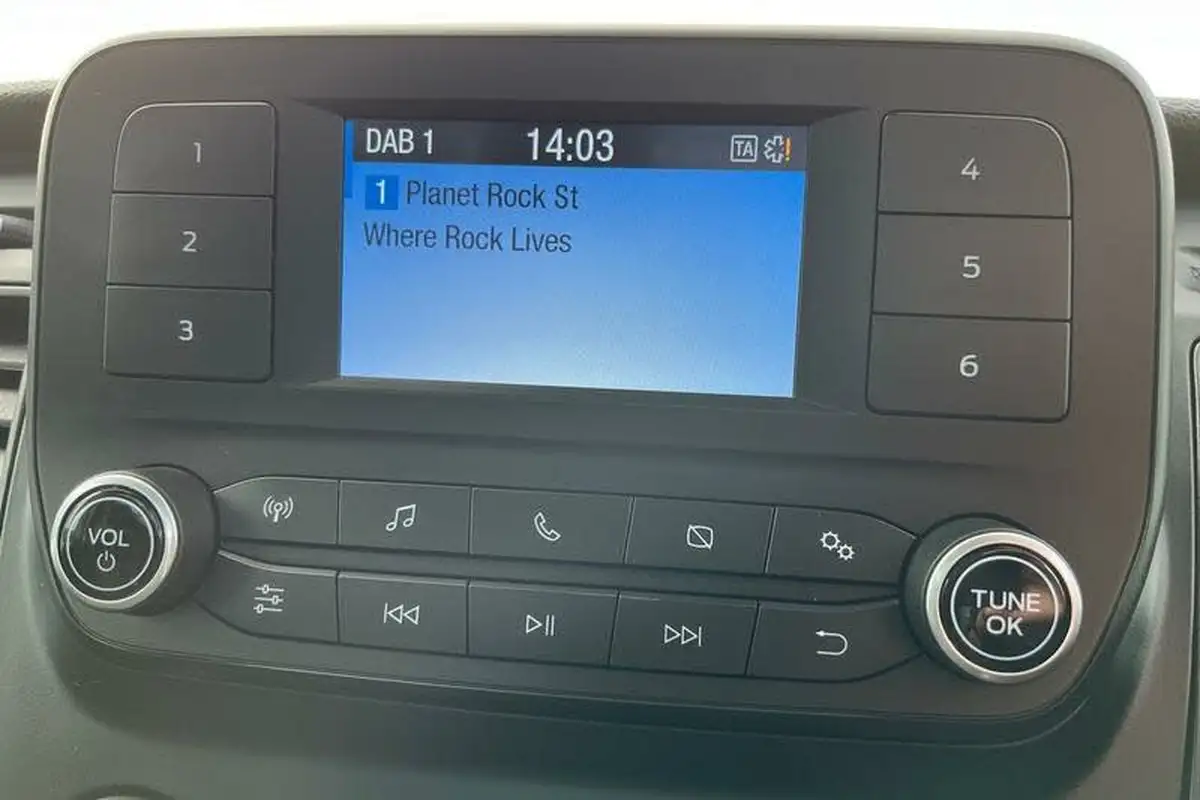 1
2
3
DAB 1 14:03 TA
1 Planet Rock St
Where Rock Lives
4
5
6
VOL
TUNE
OK